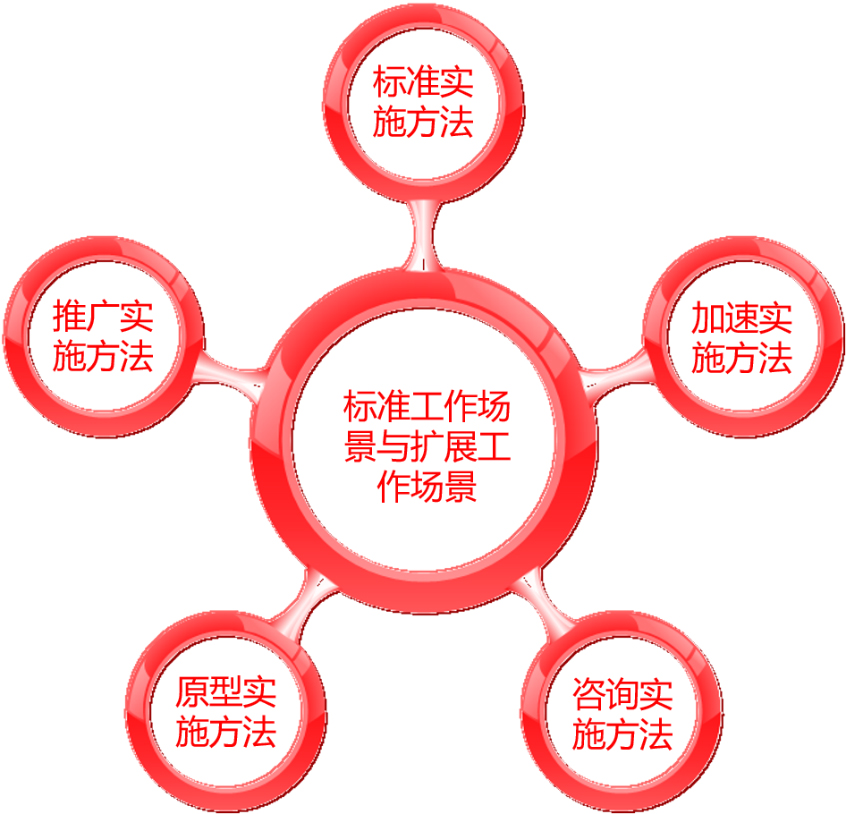 标准实
施方法
推广实
施方法
加速实
施方法
标准工作场
景与扩展工
作场景
原型实
施方法
咨询实
施方法